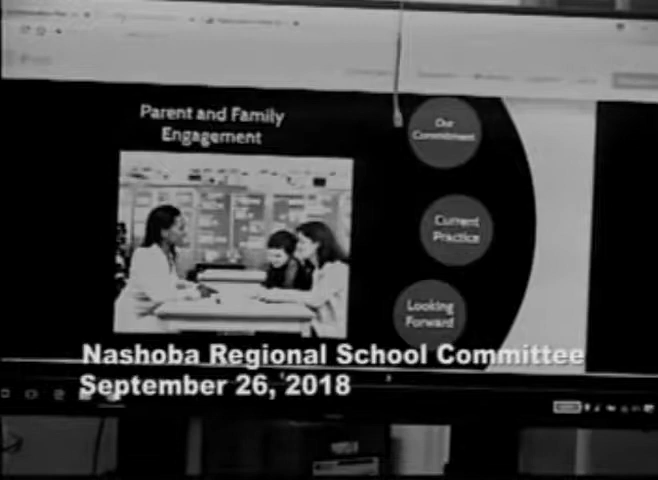 Parent and Family
Engagement
Our
Commitment
Current
Practice
Looking
Forward
Nashoba Regional School Committee
September 26, 2018